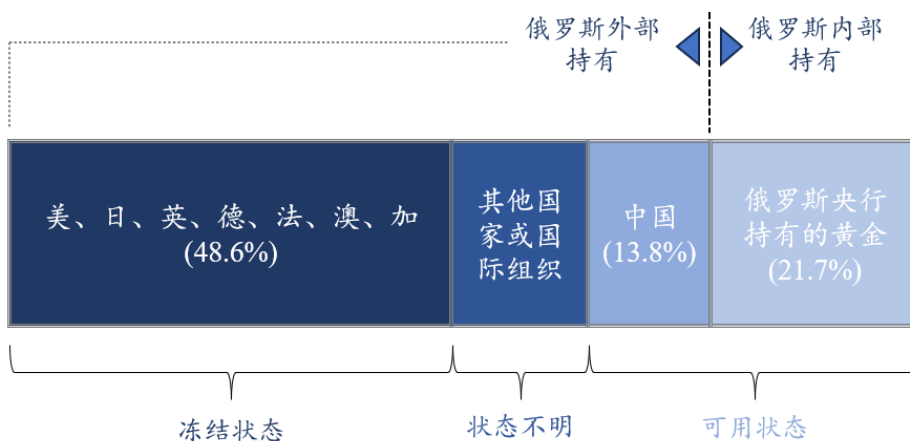 俄罗斯外部
持有
俄罗斯内部
持有
美、日、英、德、法、澳、加
(48.6%)
其他国
家或国
际组织
中国
(13.8%)
俄罗斯央行
持有的黄金
(21.7%)
冻结状态
状态不明
可用状态